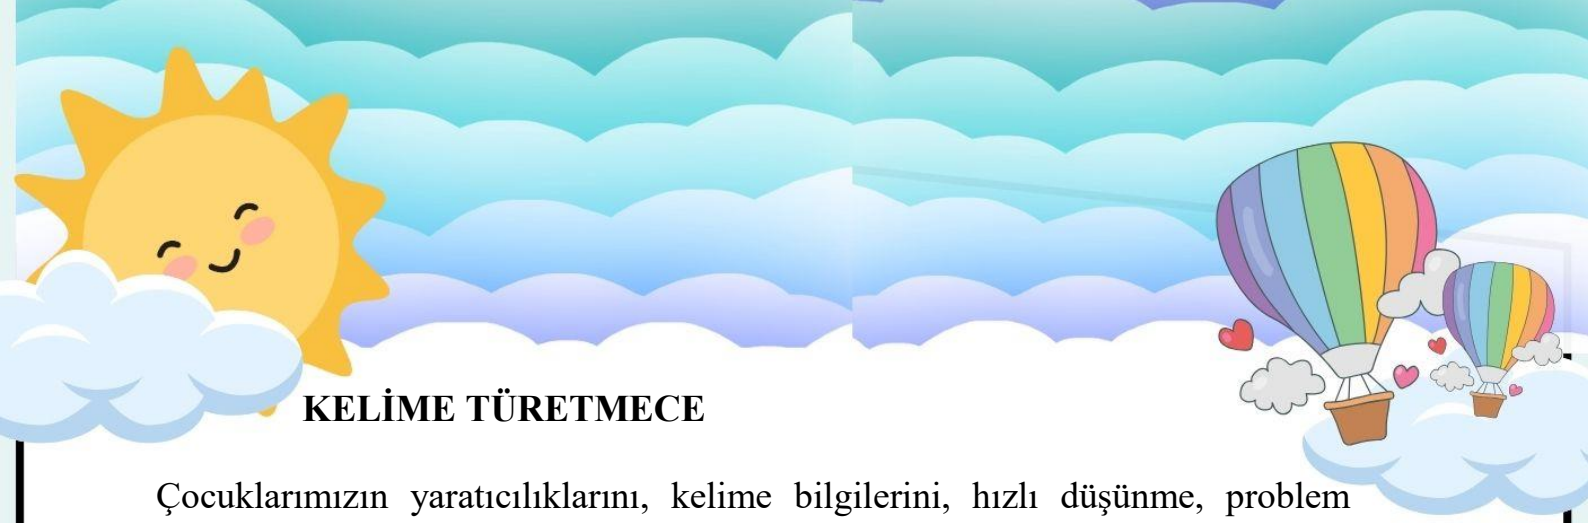 KELİME TÜRETMECE
Çocuklarımızın yaratıcılıklarını, kelime bilgilerini, hızlı düşünme, problem